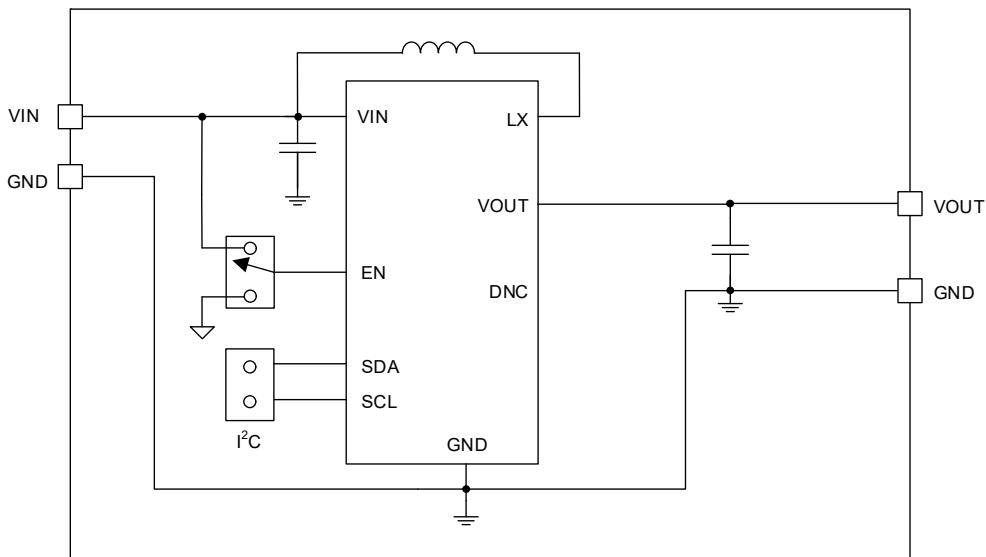 VIN
VIN
LX
GND
VOUT
VOUT
EN
DNC
GND
SDA
SCL
I²C
GND